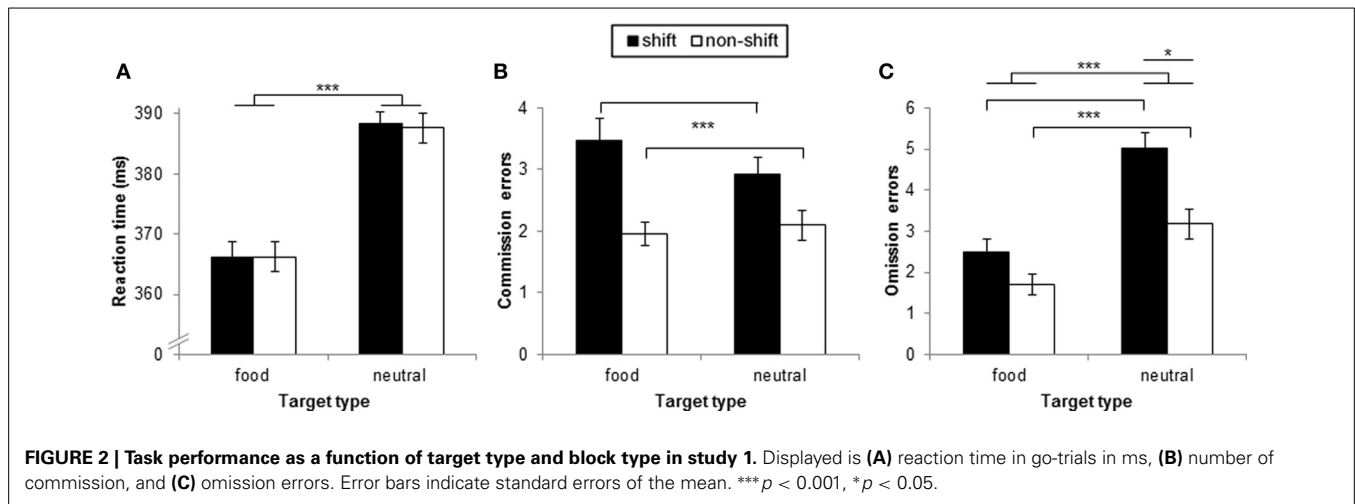 ■ shift □ non-shift
A
***
Reaction time (ms)
390
380
370
360
0
food neutral
Target type
B
***
Commission errors
4
3
2
1
0
food neutral
Target type
C
*
***
***
Omission errors
6
5
4
3
2
1
0
food neutral
Target type
FIGURE 2 | Task performance as a function of target type and block type in study 1. Displayed is (A) reaction time in go-trials in ms, (B) number of
commission, and (C) omission errors. Error bars indicate standard errors of the mean. ***p < 0.001, *p < 0.05.